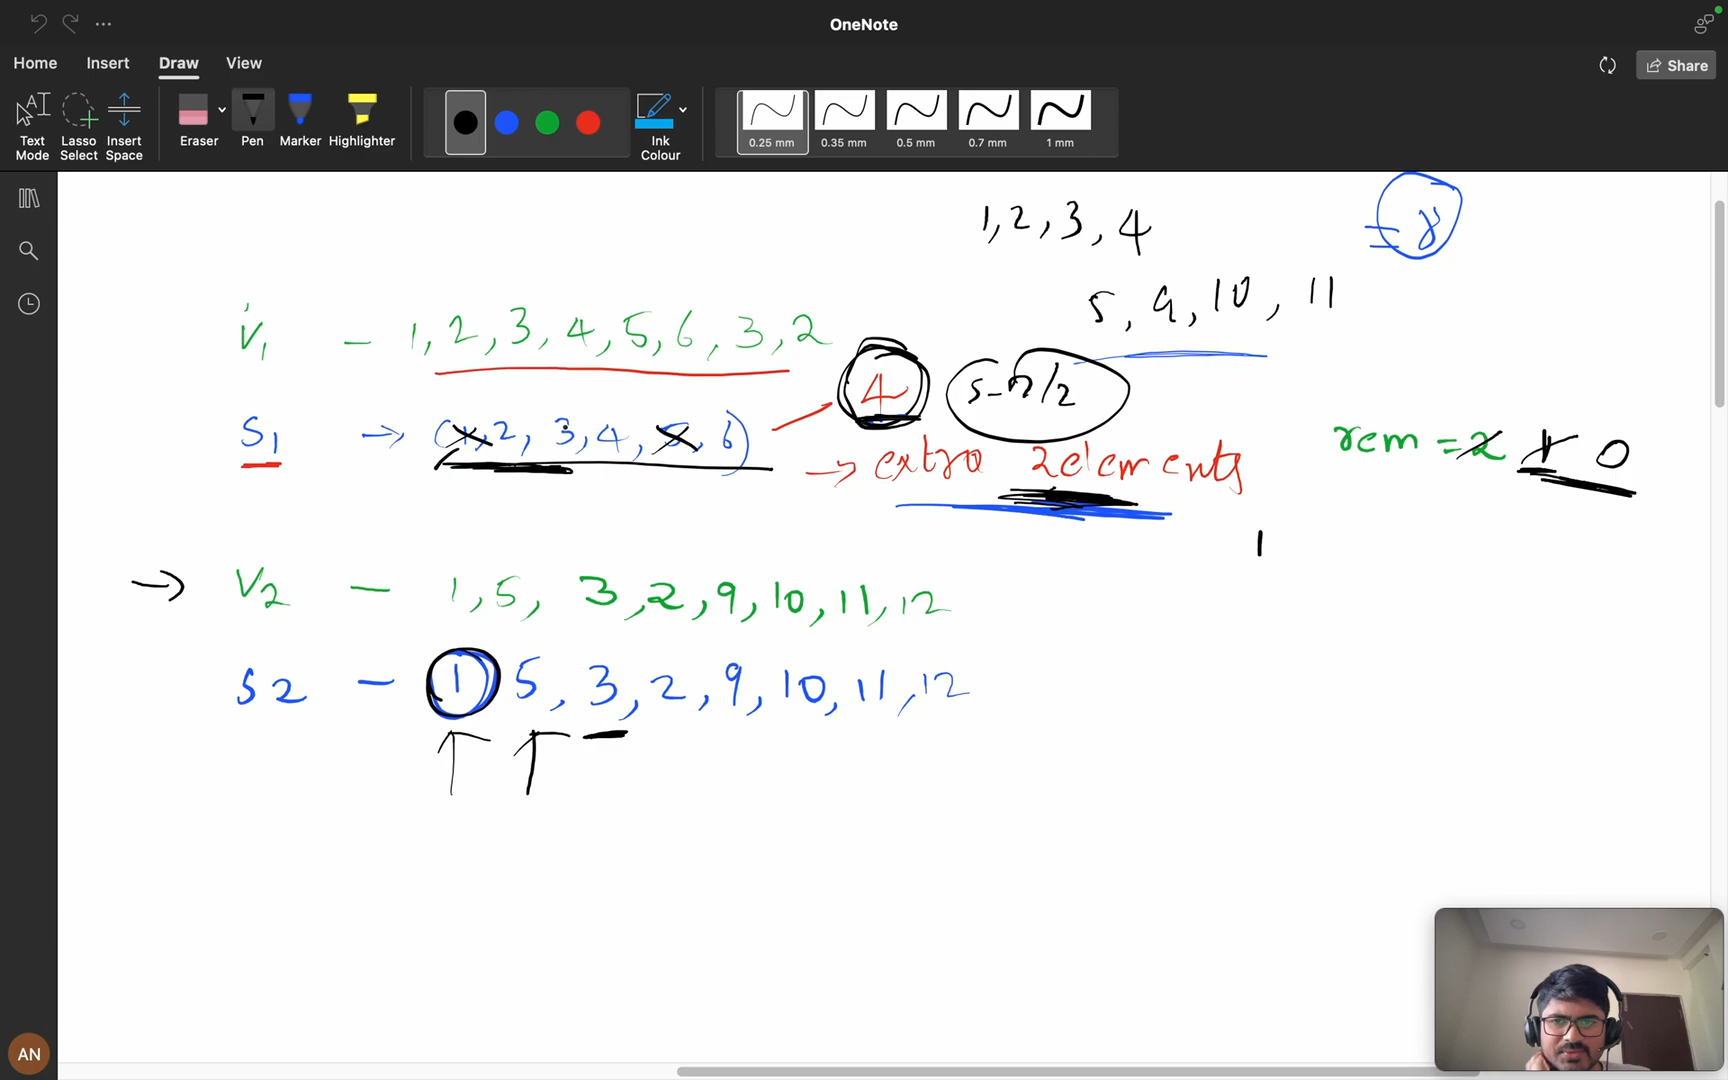 OneNote
Home Insert Draw View
Share
Text Mode
Lasso Select
Insert Space
Eraser
Pen
Marker
Highlighter
Ink Colour
0.25 mm 0.35 mm 0.5 mm 0.7 mm 1 mm
1,2,3,4
= 8
5,9,10,11
V1 - 1,2,3,4,5,6,3,2
4 s-n/2
S1 → (1,2,3,4,5,6)
→ extra 2elements
rem = 2 1 0
1
→ V2 - 1,5,3,2,9,10,11,12
S2 - 1 5,3,2,9,10,11,12
AN